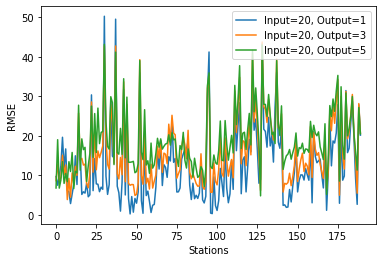 50
40
30
20
10
0
RMSE
Input=20, Output=1
Input=20, Output=3
Input=20, Output=5
0 25 50 75 100 125 150 175
Stations